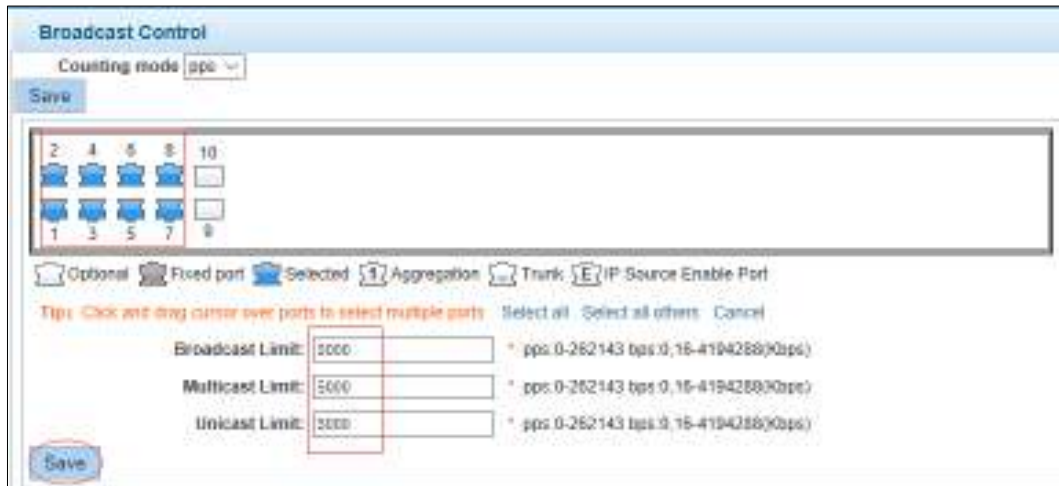 Broadcast Control
Counting mode pps
Save
2 4 6 8 10
1 3 5 7 9
Optional Fixed port Selected 1 Aggregation Trunk E IP Source Enable Port
Tip: Click and drag cursor over ports to select multiple ports Select all Select all others Cancel
Broadcast Limit: 5000 * pps:0-262143 bps:0,16-4194288(Kbps)
Multicast Limit: 5000 * pps:0-262143 bps:0,16-4194288(Kbps)
Unicast Limit: * pps:0-262143 bps:0,16-4194288(Kbps)
Save